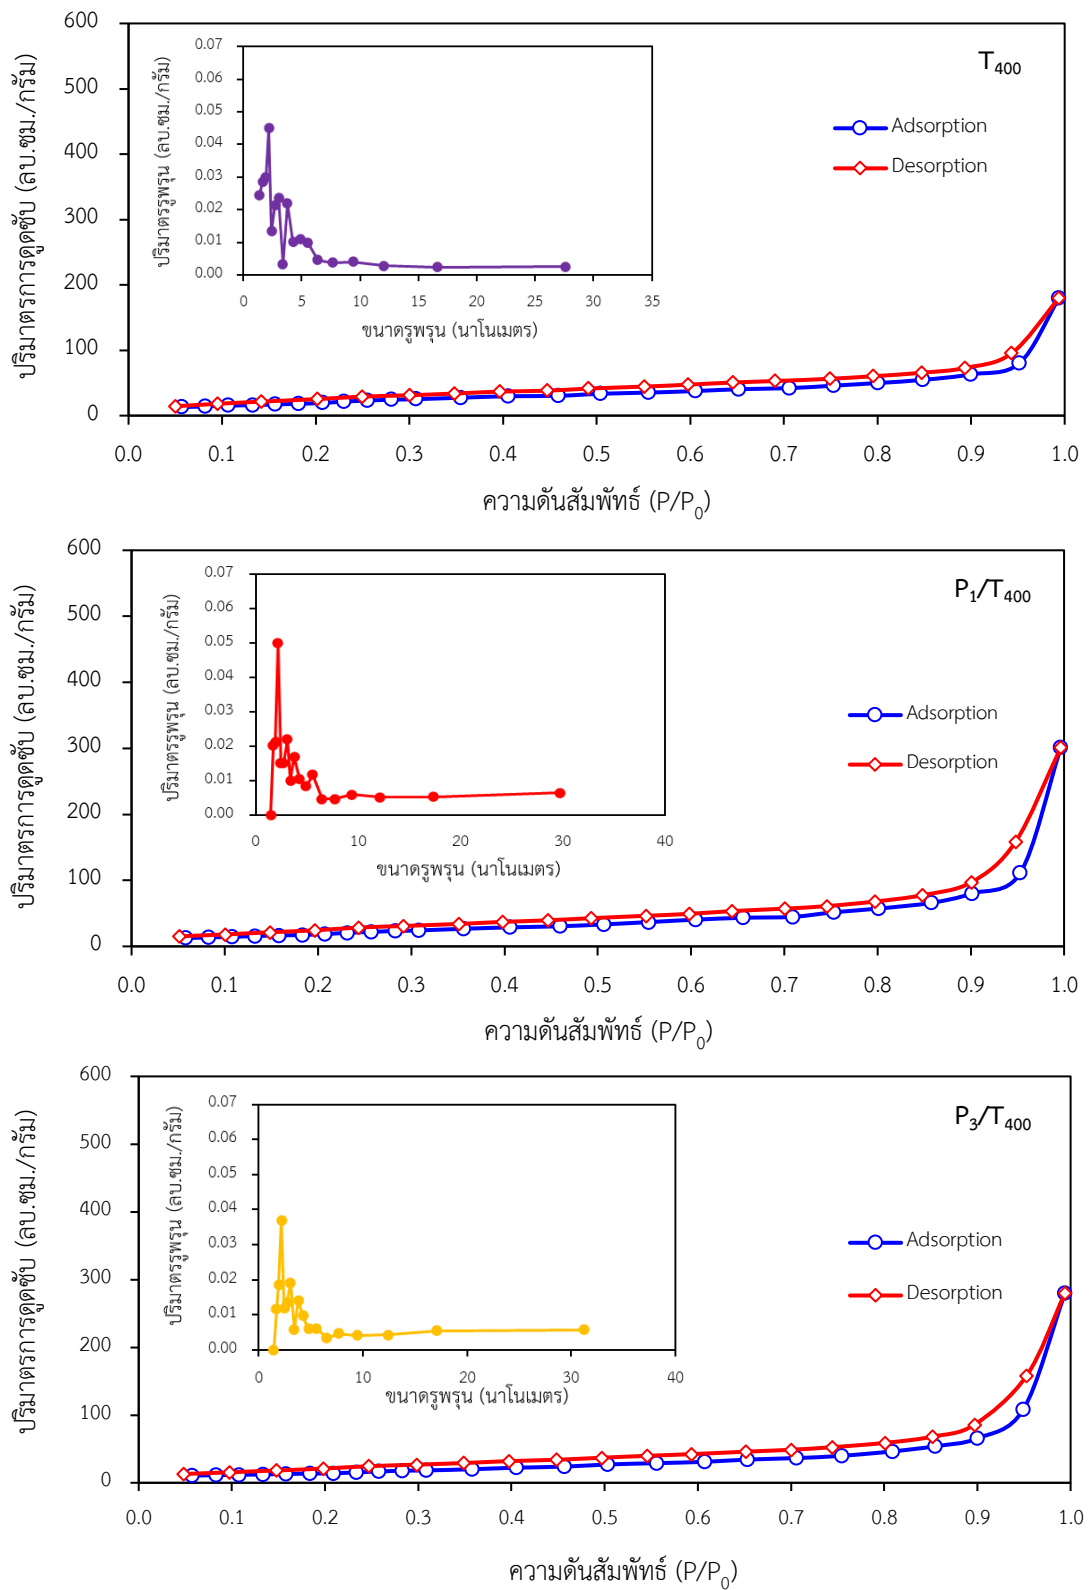 600
500
400
300
200
100
0
ปริมาตรการดูดซับ (ลบ.ซม./กรัม)
0.07
0.06
0.05
0.04
0.03
0.02
0.01
0.00
ปริมาตรรูพรุน (ลบ.ซม./กรัม)
0 5 10 15 20 25 30 35
ขนาดรูพรุน (นาโนเมตร)
T₄₀₀
Adsorption
Desorption
0.0 0.1 0.2 0.3 0.4 0.5 0.6 0.7 0.8 0.9 1.0
ความดันสัมพัทธ์ (P/P₀)
600
500
400
300
200
100
0
ปริมาตรการดูดซับ (ลบ.ซม./กรัม)
0.07
0.06
0.05
0.04
0.03
0.02
0.01
0.00
ปริมาตรรูพรุน (ลบ.ซม./กรัม)
0 10 20 30 40
ขนาดรูพรุน (นาโนเมตร)
P₁/T₄₀₀
Adsorption
Desorption
0.0 0.1 0.2 0.3 0.4 0.5 0.6 0.7 0.8 0.9 1.0
ความดันสัมพัทธ์ (P/P₀)
600
500
400
300
200
100
0
ปริมาตรการดูดซับ (ลบ.ซม./กรัม)
0.07
0.06
0.05
0.04
0.03
0.02
0.01
0.00
ปริมาตรรูพรุน (ลบ.ซม./กรัม)
0 10 20 30 40
ขนาดรูพรุน (นาโนเมตร)
P₃/T₄₀₀
Adsorption
Desorption
0.0 0.1 0.2 0.3 0.4 0.5 0.6 0.7 0.8 0.9 1.0
ความดันสัมพัทธ์ (P/P₀)